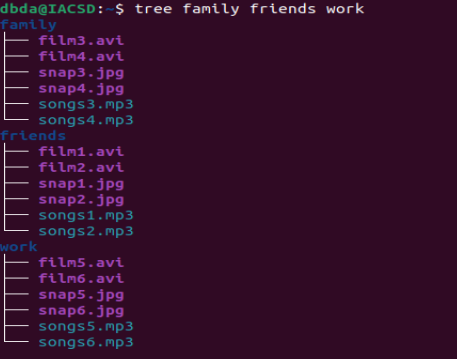 dbda@IACSD:~$ tree family friends work
family
├── film3.avi
├── film4.avi
├── snap3.jpg
├── snap4.jpg
├── songs3.mp3
└── songs4.mp3
friends
├── film1.avi
├── film2.avi
├── snap1.jpg
├── snap2.jpg
├── songs1.mp3
└── songs2.mp3
work
├── film5.avi
├── film6.avi
├── snap5.jpg
├── snap6.jpg
├── songs5.mp3
└── songs6.mp3